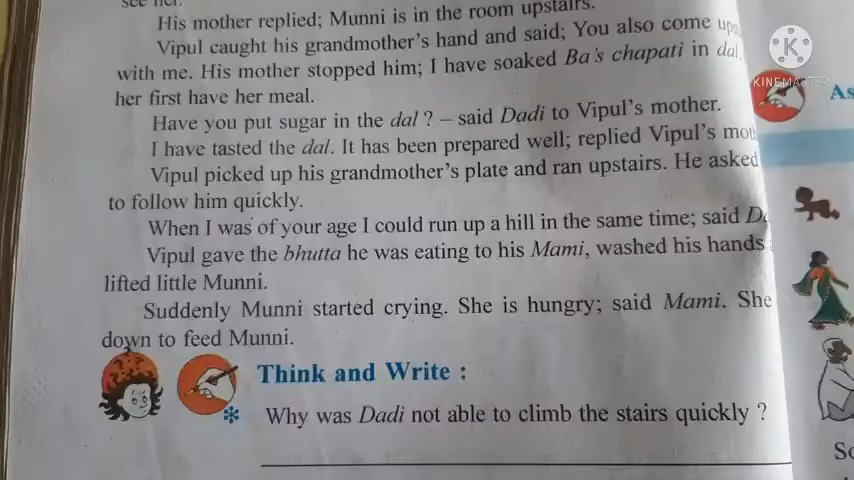 see her.
His mother replied; Munni is in the room upstairs.
Vipul caught his grandmother's hand and said; You also come
with me. His mother stopped him; I have soaked Ba's chapati in dal
her first have her meal.
Have you put sugar in the dal ? – said Dadi to Vipul's mother.
I have tasted the dal. It has been prepared well; replied Vipul's
Vipul picked up his grandmother's plate and ran upstairs. He asked
to follow him quickly.
When I was of your age I could run up a hill in the same time; said
Vipul gave the bhutta he was eating to his Mami, washed his hands
lifted little Munni.
Suddenly Munni started crying. She is hungry; said Mami. She
down to feed Munni.
Think and Write :
* Why was Dadi not able to climb the stairs quickly ?
K
KINEMASTER
As
So